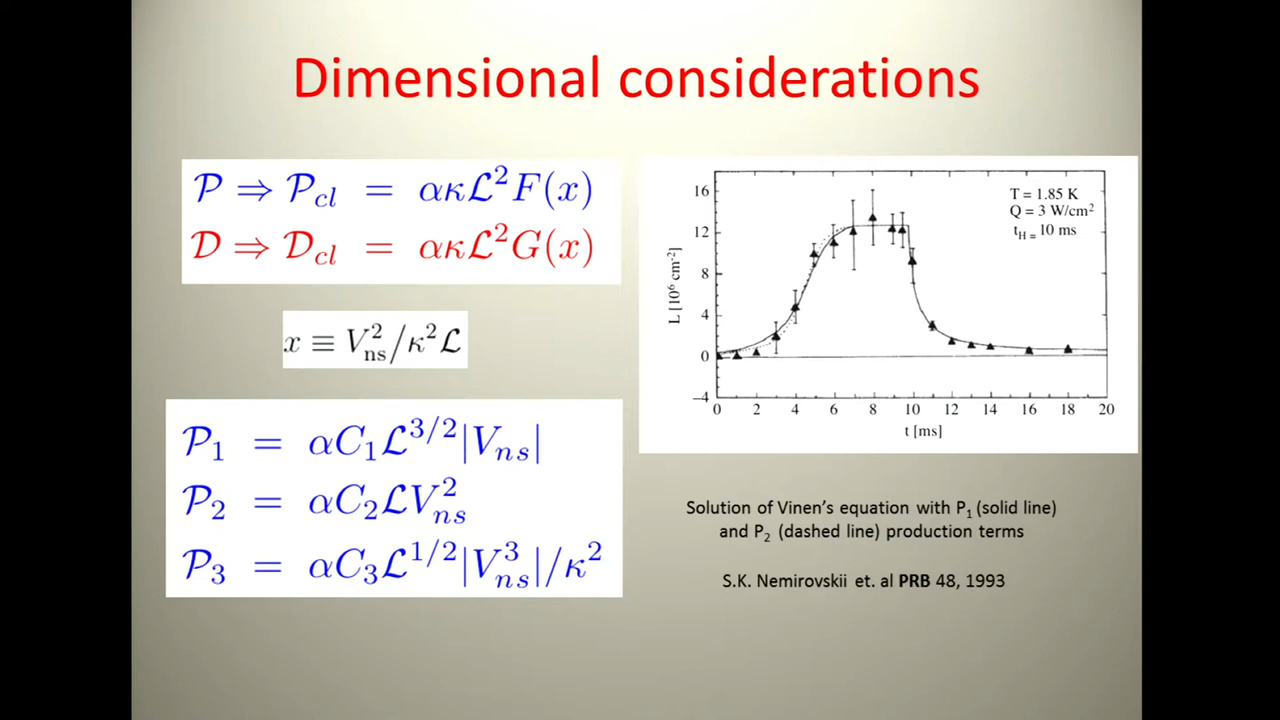 Dimensional considerations
𝒫 ⇒ 𝒫_cl = ακℒ²F(x)
𝒟 ⇒ 𝒟_cl = ακℒ²G(x)
x ≡ V²_ns/κ²ℒ
𝒫₁ = αC₁ℒ^{3/2}|V_ns|
𝒫₂ = αC₂ℒV²_ns
𝒫₃ = αC₃ℒ^{1/2}|V³_ns|/κ²
T = 1.85 K
Q = 3 W/cm²
t_H = 10 ms
L [10⁶ cm⁻²]
16
12
8
4
0
−4
0 2 4 6 8 10 12 14 16 18 20
t [ms]
Solution of Vinen’s equation with P₁ (solid line)
and P₂ (dashed line) production terms
S.K. Nemirovskii et. al PRB 48, 1993